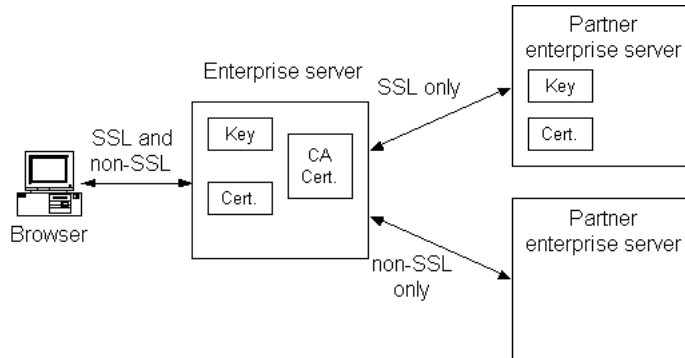 Partner
enterprise server
Key
Cert.
Enterprise server
SSL only
Key
CA
Cert.
Cert.
SSL and
non-SSL
Browser
Partner
enterprise server
non-SSL
only